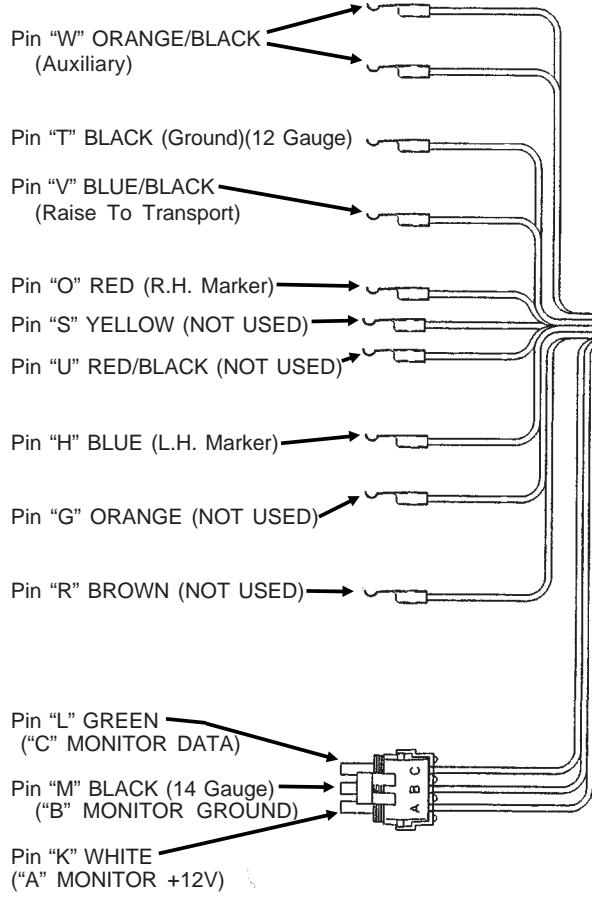 Pin “W” ORANGE/BLACK
(Auxiliary)
Pin “T” BLACK (Ground)(12 Gauge)
Pin “V” BLUE/BLACK
(Raise To Transport)
Pin “O” RED (R.H. Marker)
Pin “S” YELLOW (NOT USED)
Pin “U” RED/BLACK (NOT USED)
Pin “H” BLUE (L.H. Marker)
Pin “G” ORANGE (NOT USED)
Pin “R” BROWN (NOT USED)
Pin “L” GREEN
(“C” MONITOR DATA)
Pin “M” BLACK (14 Gauge)
(“B” MONITOR GROUND)
Pin “K” WHITE
(“A” MONITOR +12V)
A B C